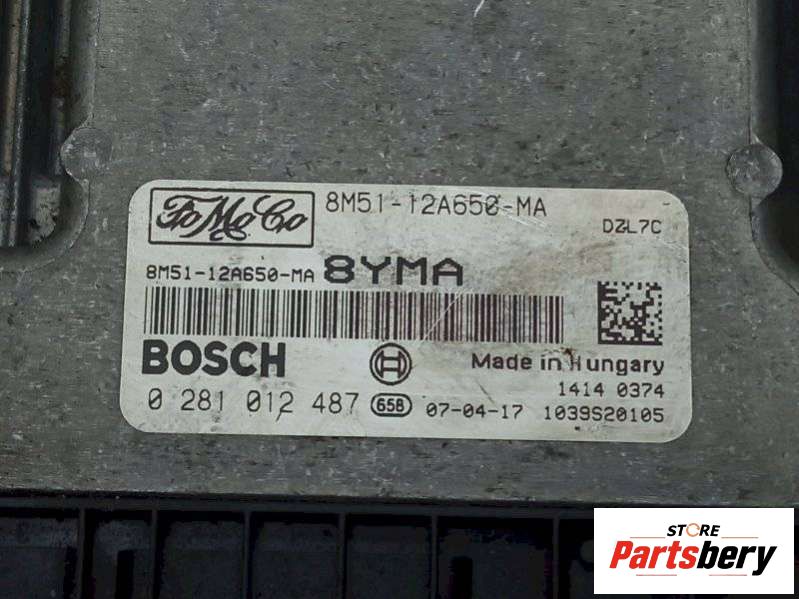 FoMoCo
8M51-12A650-MA
DZL7C
8M51-12A650-MA 8YMA
BOSCH
Made in Hungary
1414 0374
0 281 012 487 658 07-04-17 1039S20105
STORE
Partsbery